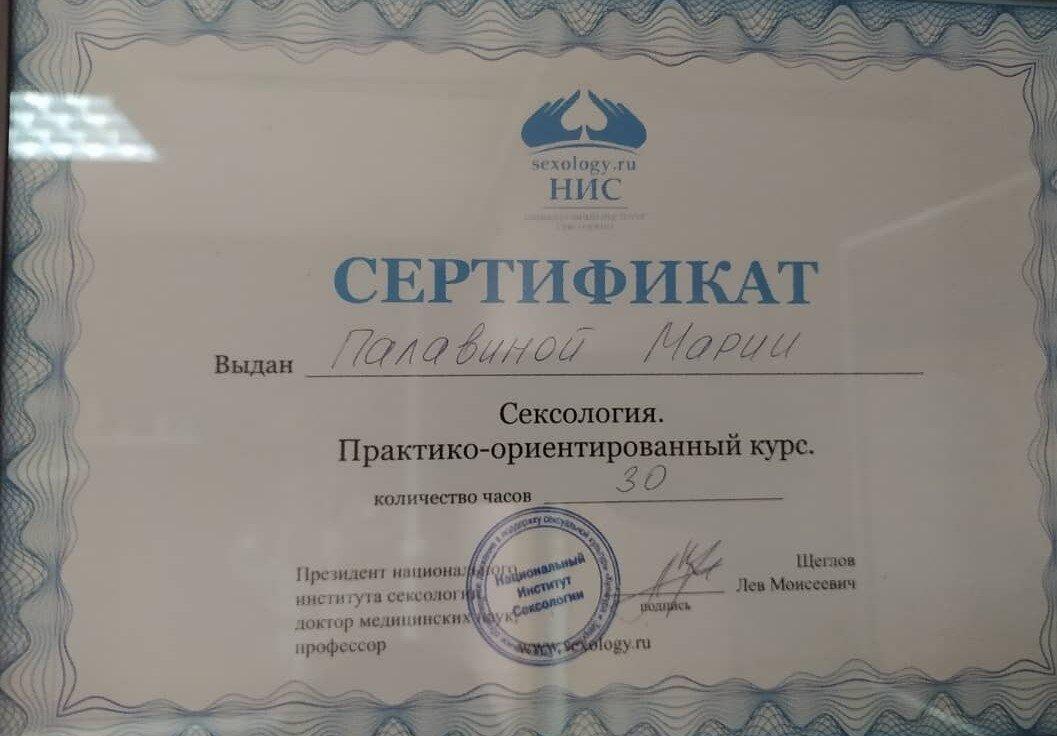 sexology.ru
НИС
СЕРТИФИКАТ
Выдан Палавиной Марии
Сексология.
Практико-ориентированный курс.
количество часов 30
Президент национального
института сексологии
доктор медицинских наук,
профессор
Национальный
Институт
Сексологии
подпись
Щеглов
Лев Моисеевич
www.sexology.ru